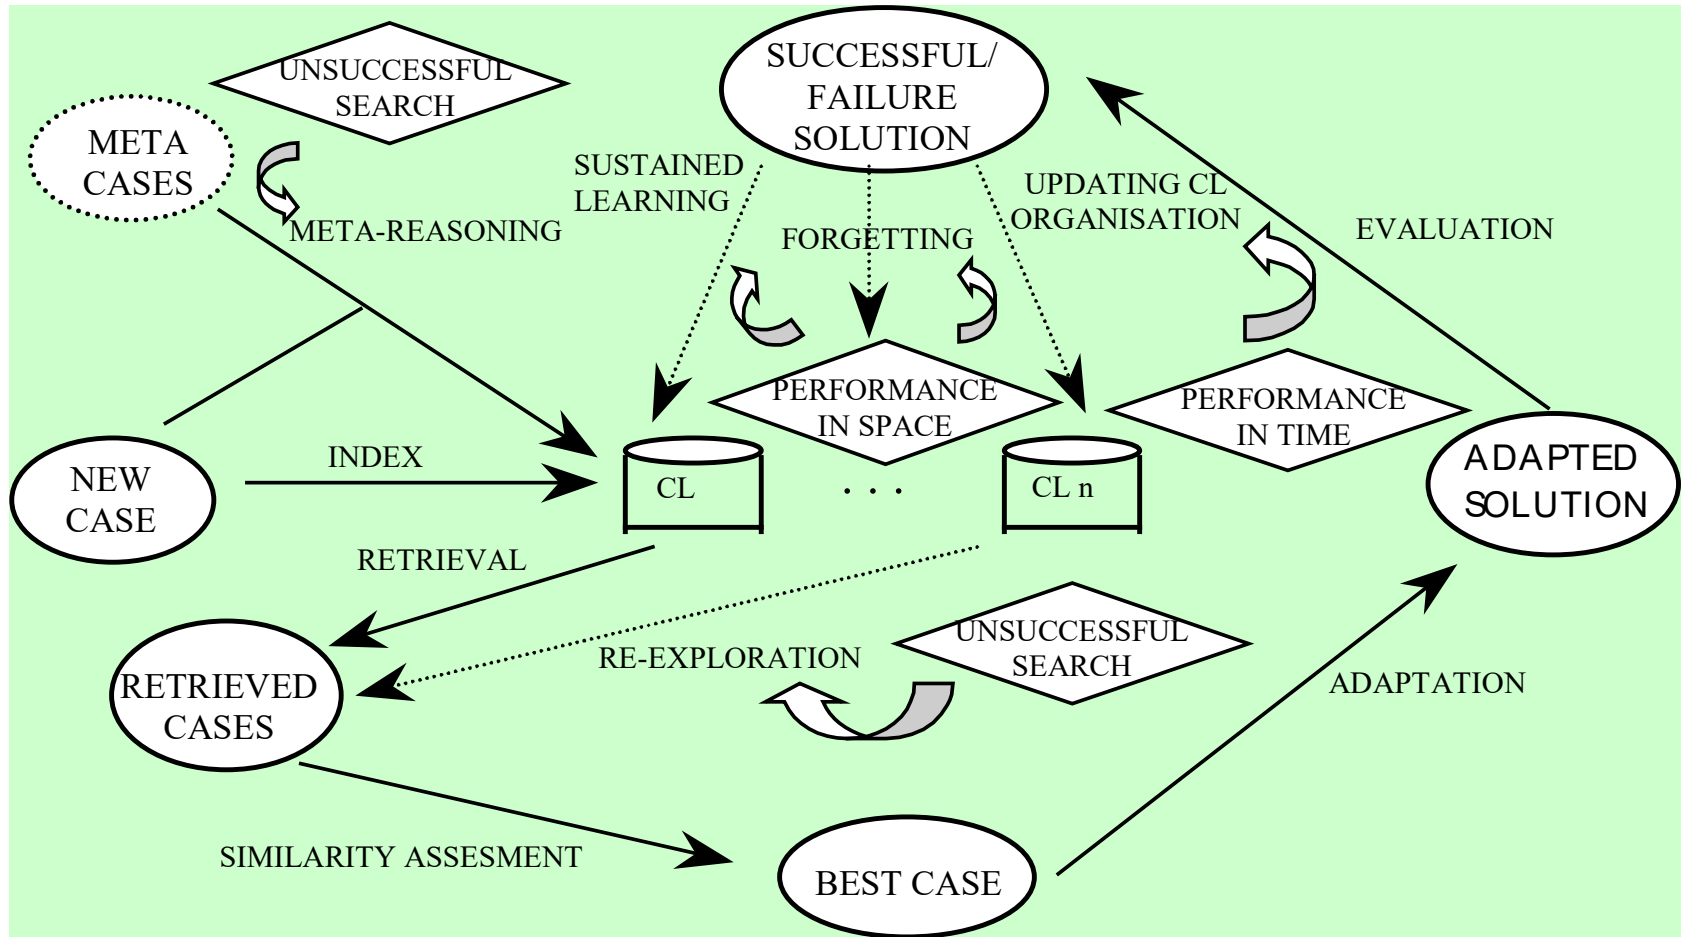 UNSUCCESSFUL
SEARCH
SUCCESSFUL/
FAILURE
SOLUTION
META
CASES
SUSTAINED
LEARNING
UPDATING CL
ORGANISATION
META-REASONING
FORGETTING
EVALUATION
PERFORMANCE
IN SPACE
PERFORMANCE
IN TIME
INDEX
NEW
CASE
CL
. . .
CL n
ADAPTED
SOLUTION
RETRIEVAL
UNSUCCESSFUL
SEARCH
RE-EXPLORATION
RETRIEVED
CASES
ADAPTATION
SIMILARITY ASSESMENT
BEST CASE